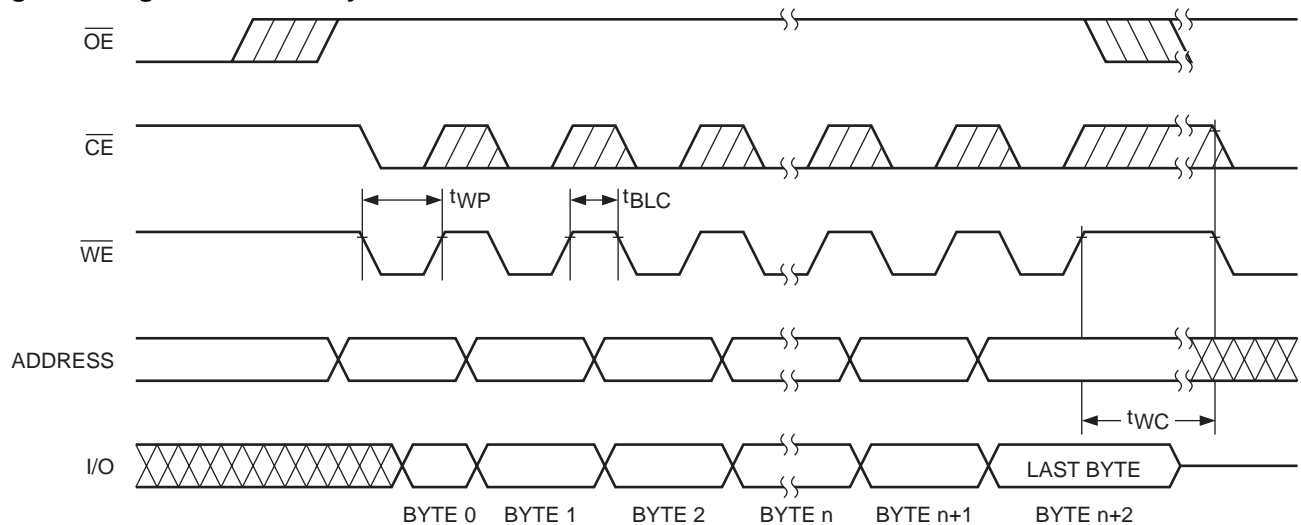 OE
CE
tWP
tBLC
WE
ADDRESS
tWC
I/O
LAST BYTE
BYTE 0 BYTE 1 BYTE 2 BYTE n BYTE n+1 BYTE n+2